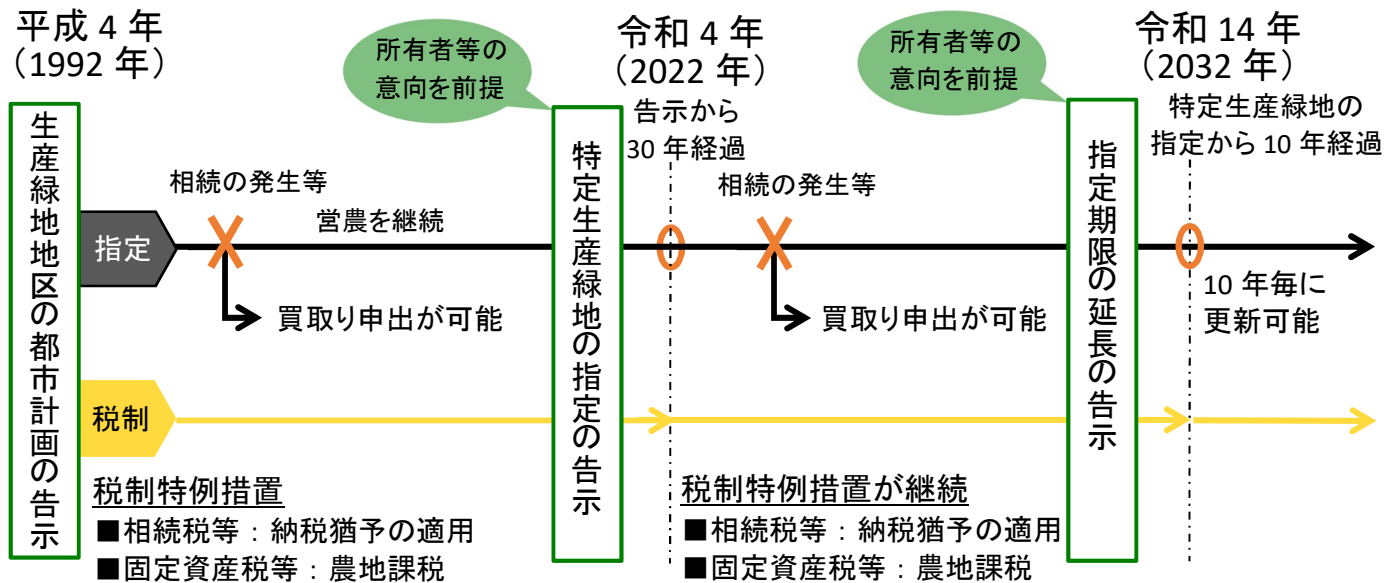 平成 4 年
（1992 年）
所有者等の
意向を前提
令和 4 年
（2022 年）
所有者等の
意向を前提
令和 14 年
（2032 年）
生産緑地地区の都市計画の告示
特定生産緑地の指定の告示
告示から
30 年経過
指定期限の延長の告示
特定生産緑地の
指定から 10 年経過
指定
相続の発生等
営農を継続
買取り申出が可能
相続の発生等
買取り申出が可能
10 年毎に
更新可能
税制
税制特例措置
■相続税等：納税猶予の適用
■固定資産税等：農地課税
税制特例措置が継続
■相続税等：納税猶予の適用
■固定資産税等：農地課税